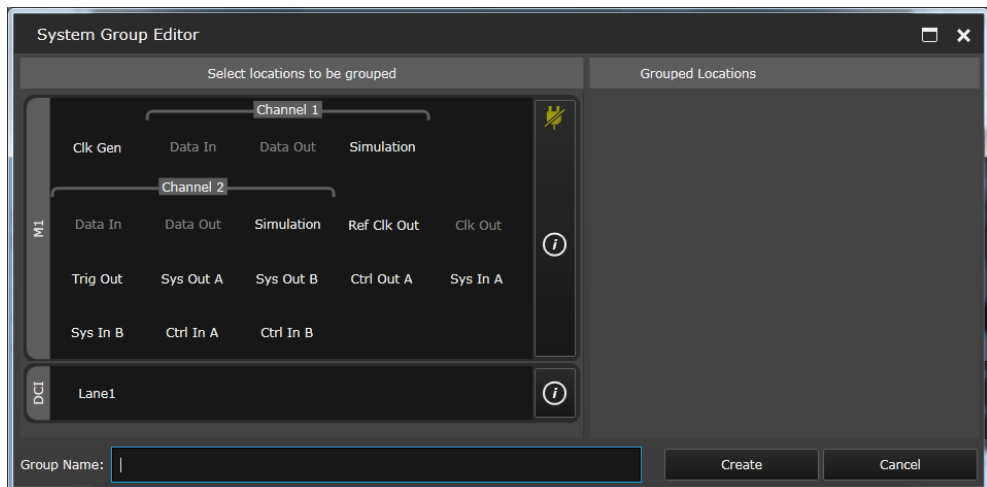 System Group Editor
Select locations to be grouped
Grouped Locations
Channel 1
Clk Gen Data In Data Out Simulation
Channel 2
M1
Data In Data Out Simulation Ref Clk Out Clk Out
Trig Out Sys Out A Sys Out B Ctrl Out A Sys In A
Sys In B Ctrl In A Ctrl In B
DCI
Lane1
Group Name:
Create
Cancel